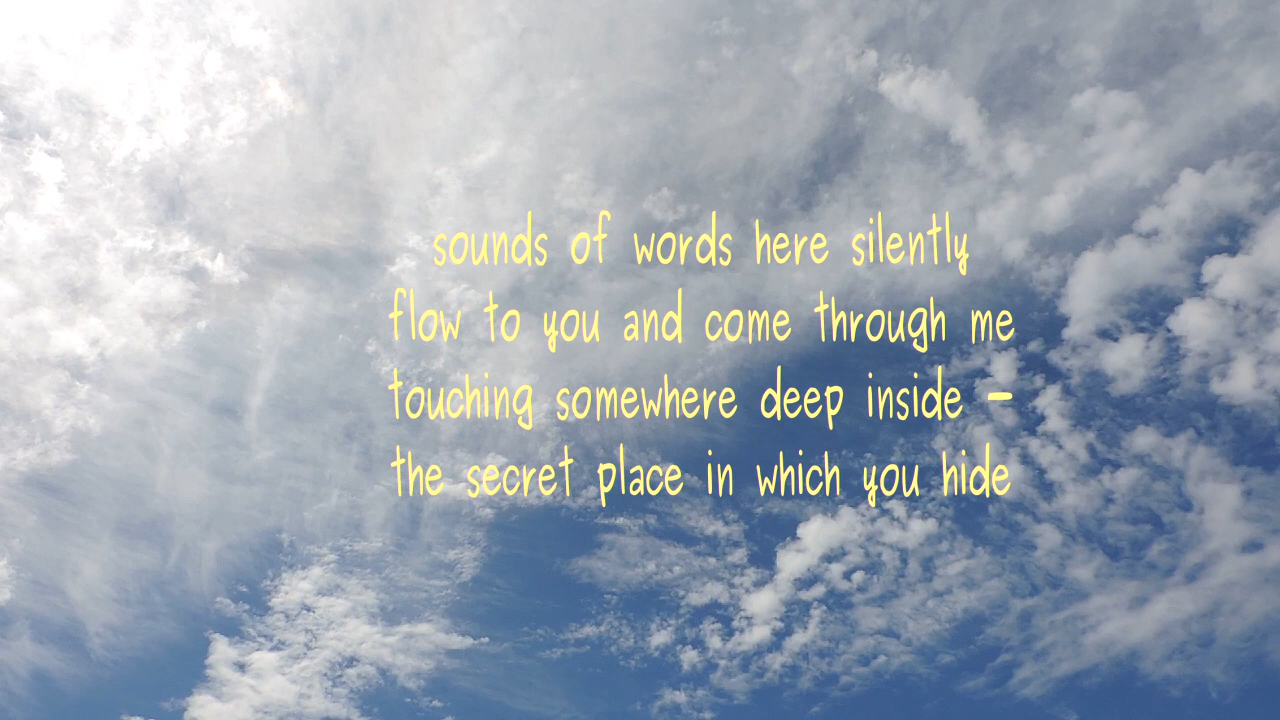 sounds of words here silently
flow to you and come through me
touching somewhere deep inside -
the secret place in which you hide